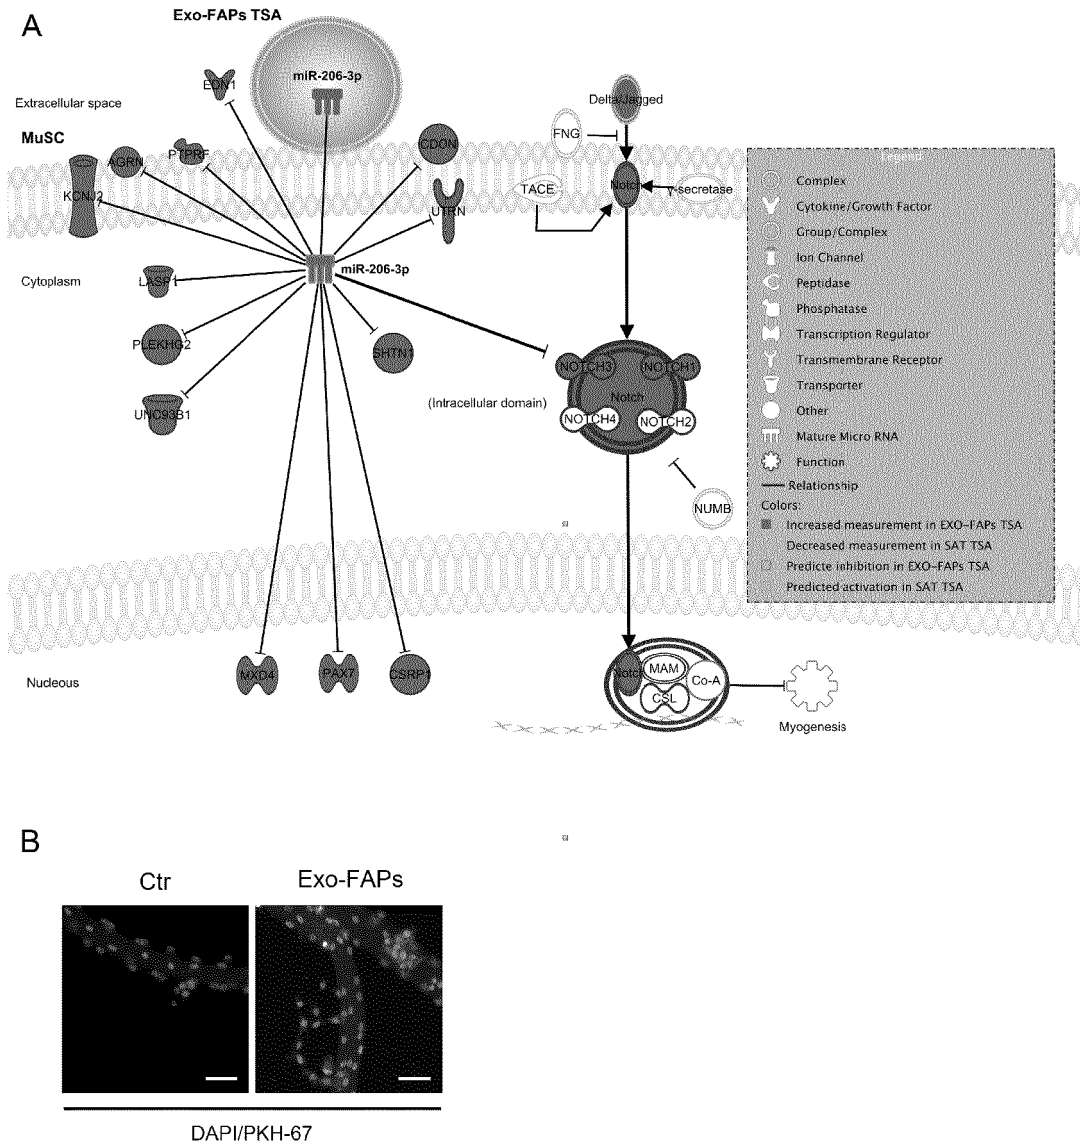 A
Exo-FAPs TSA
miR-206-3p
EDN1
Extracellular space
Delta/Jagged
FNG
MuSC
CDON
PTPRF
AGRN
KCNJ2
UTRN
TACE
Notch
γ-secretase
miR-206-3p
Cytoplasm
LASP1
PLEKHG2
SHTN1
UNC93B1
NOTCH3
NOTCH1
Notch
(Intracellular domain)
NOTCH4
NOTCH2
NUMB
Legend
Complex
Cytokine/Growth Factor
Group/Complex
Ion Channel
Peptidase
Phosphatase
Transcription Regulator
Transmembrane Receptor
Transporter
Other
Mature Micro RNA
Function
Relationship
Colors:
Increased measurement in EXO-FAPs TSA
Decreased measurement in SAT TSA
Predicte inhibition in EXO-FAPs TSA
Predicted activation in SAT TSA
Nudeous
MXD4
PAX7
CSRP1
Notch
MAM
Co-A
CSL
Myogenesis
B
Ctr
Exo-FAPs
DAPI/PKH-67